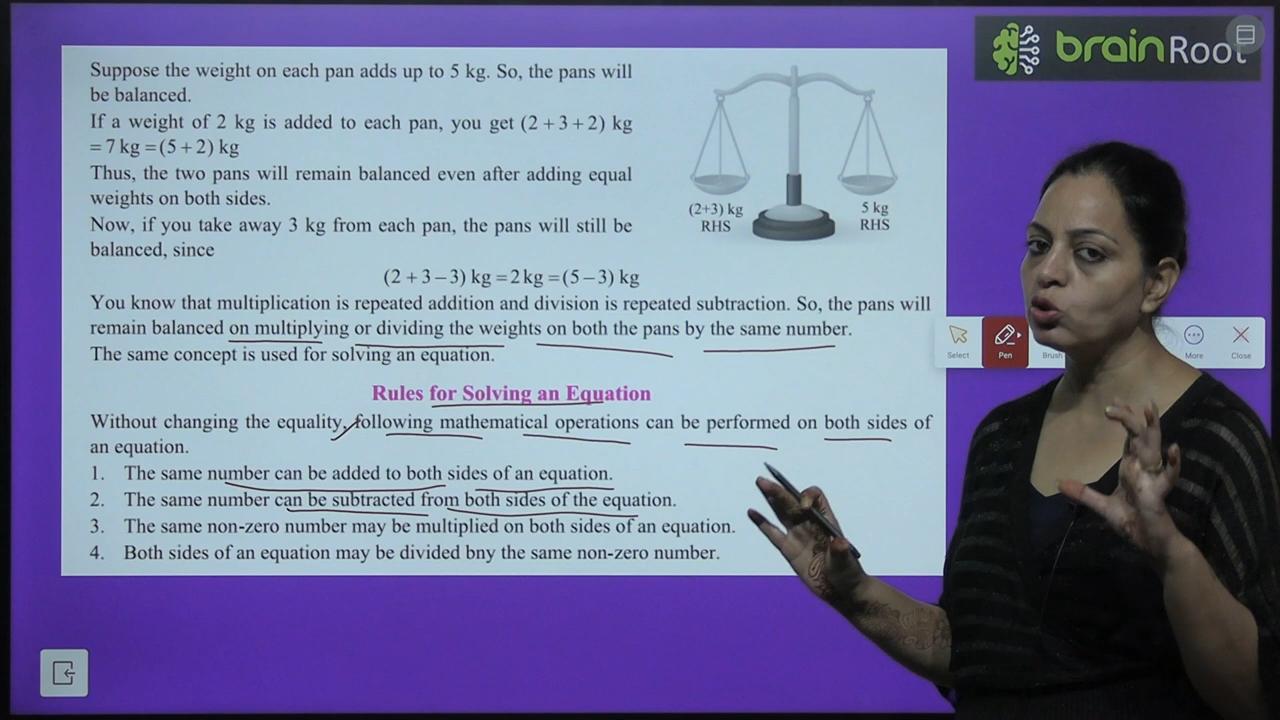 brainRoot
Suppose the weight on each pan adds up to 5 kg. So, the pans will
be balanced.
If a weight of 2 kg is added to each pan, you get (2+3+2) kg
=7kg=(5+2) kg
Thus, the two pans will remain balanced even after adding equal
weights on both sides.
Now, if you take away 3 kg from each pan, the pans will still be
balanced, since
(2+3) kg
RHS
5 kg
RHS
(2+3–3) kg=2kg=(5–3) kg
You know that multiplication is repeated addition and division is repeated subtraction. So, the pans will
remain balanced on multiplying or dividing the weights on both the pans by the same number.
The same concept is used for solving an equation.
Select
Pen
Brush
More
Close
Rules for Solving an Equation
Without changing the equality, following mathematical operations can be performed on both sides of
an equation.
1. The same number can be added to both sides of an equation.
2. The same number can be subtracted from both sides of the equation.
3. The same non-zero number may be multiplied on both sides of an equation.
4. Both sides of an equation may be divided bny the same non-zero number.